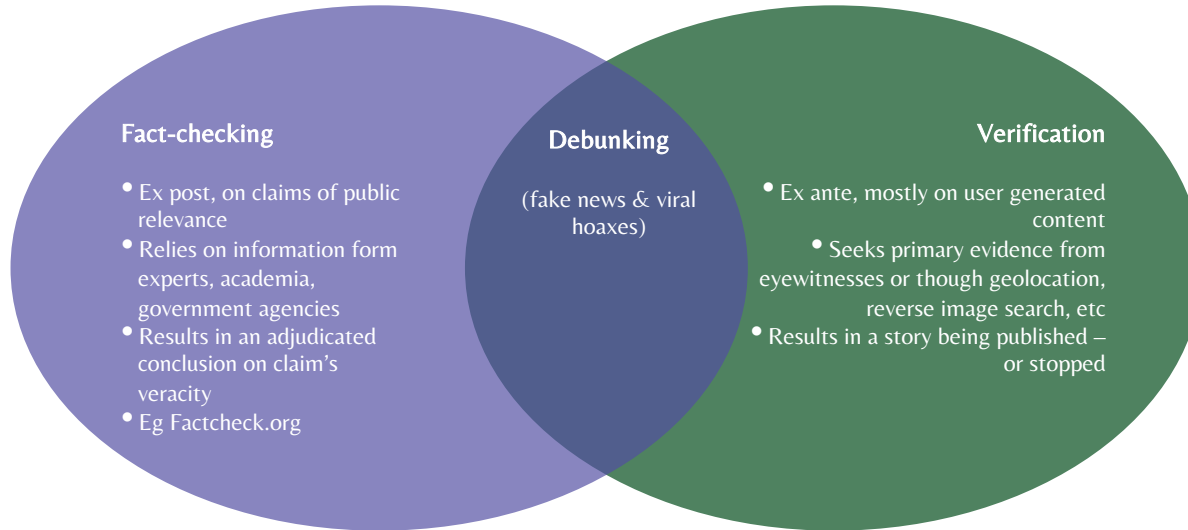 Fact-checking
• Ex post, on claims of public
relevance
• Relies on information form
experts, academia,
government agencies
• Results in an adjudicated
conclusion on claim's
veracity
• Eg Factcheck.org
Debunking
(fake news & viral
hoaxes)
Verification
• Ex ante, mostly on user generated
content
• Seeks primary evidence from
eyewitnesses or though geolocation,
reverse image search, etc
• Results in a story being published –
or stopped